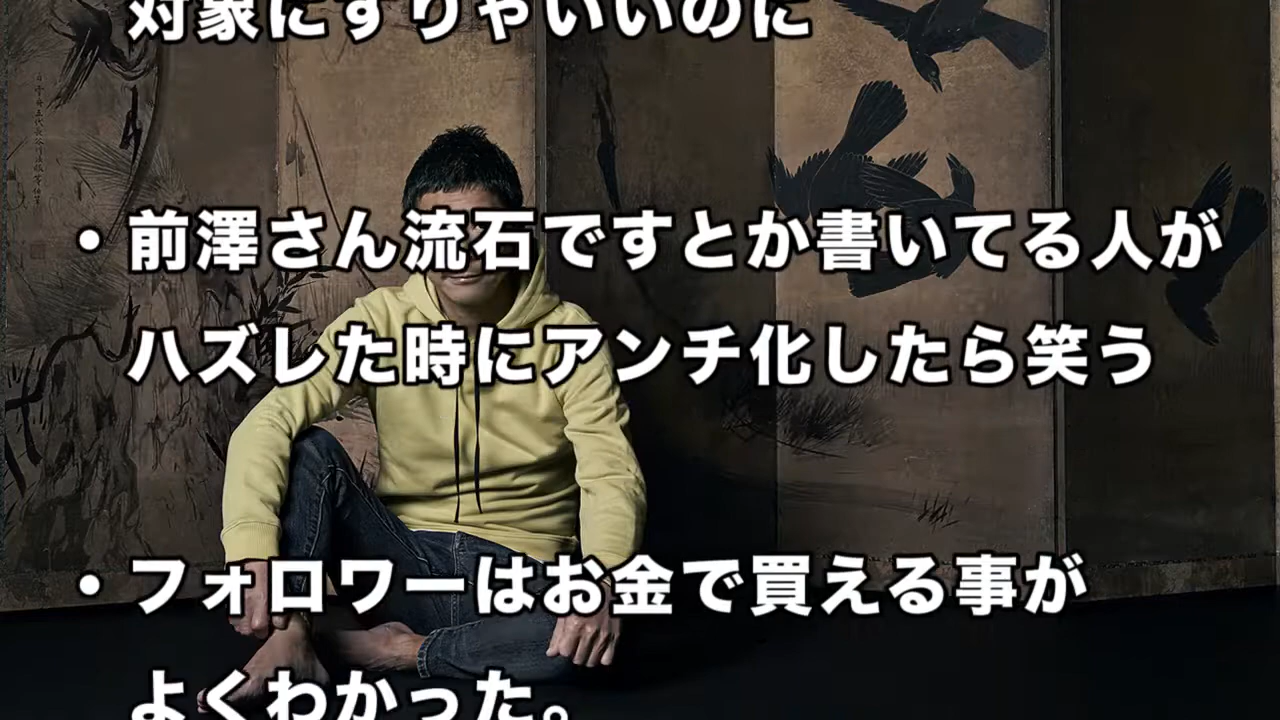 対象にすりゃいいのに
・前澤さん流石ですとか書いてる人が
ハズレた時にアンチ化したら笑う
・フォロワーはお金で買える事が
よくわかった。